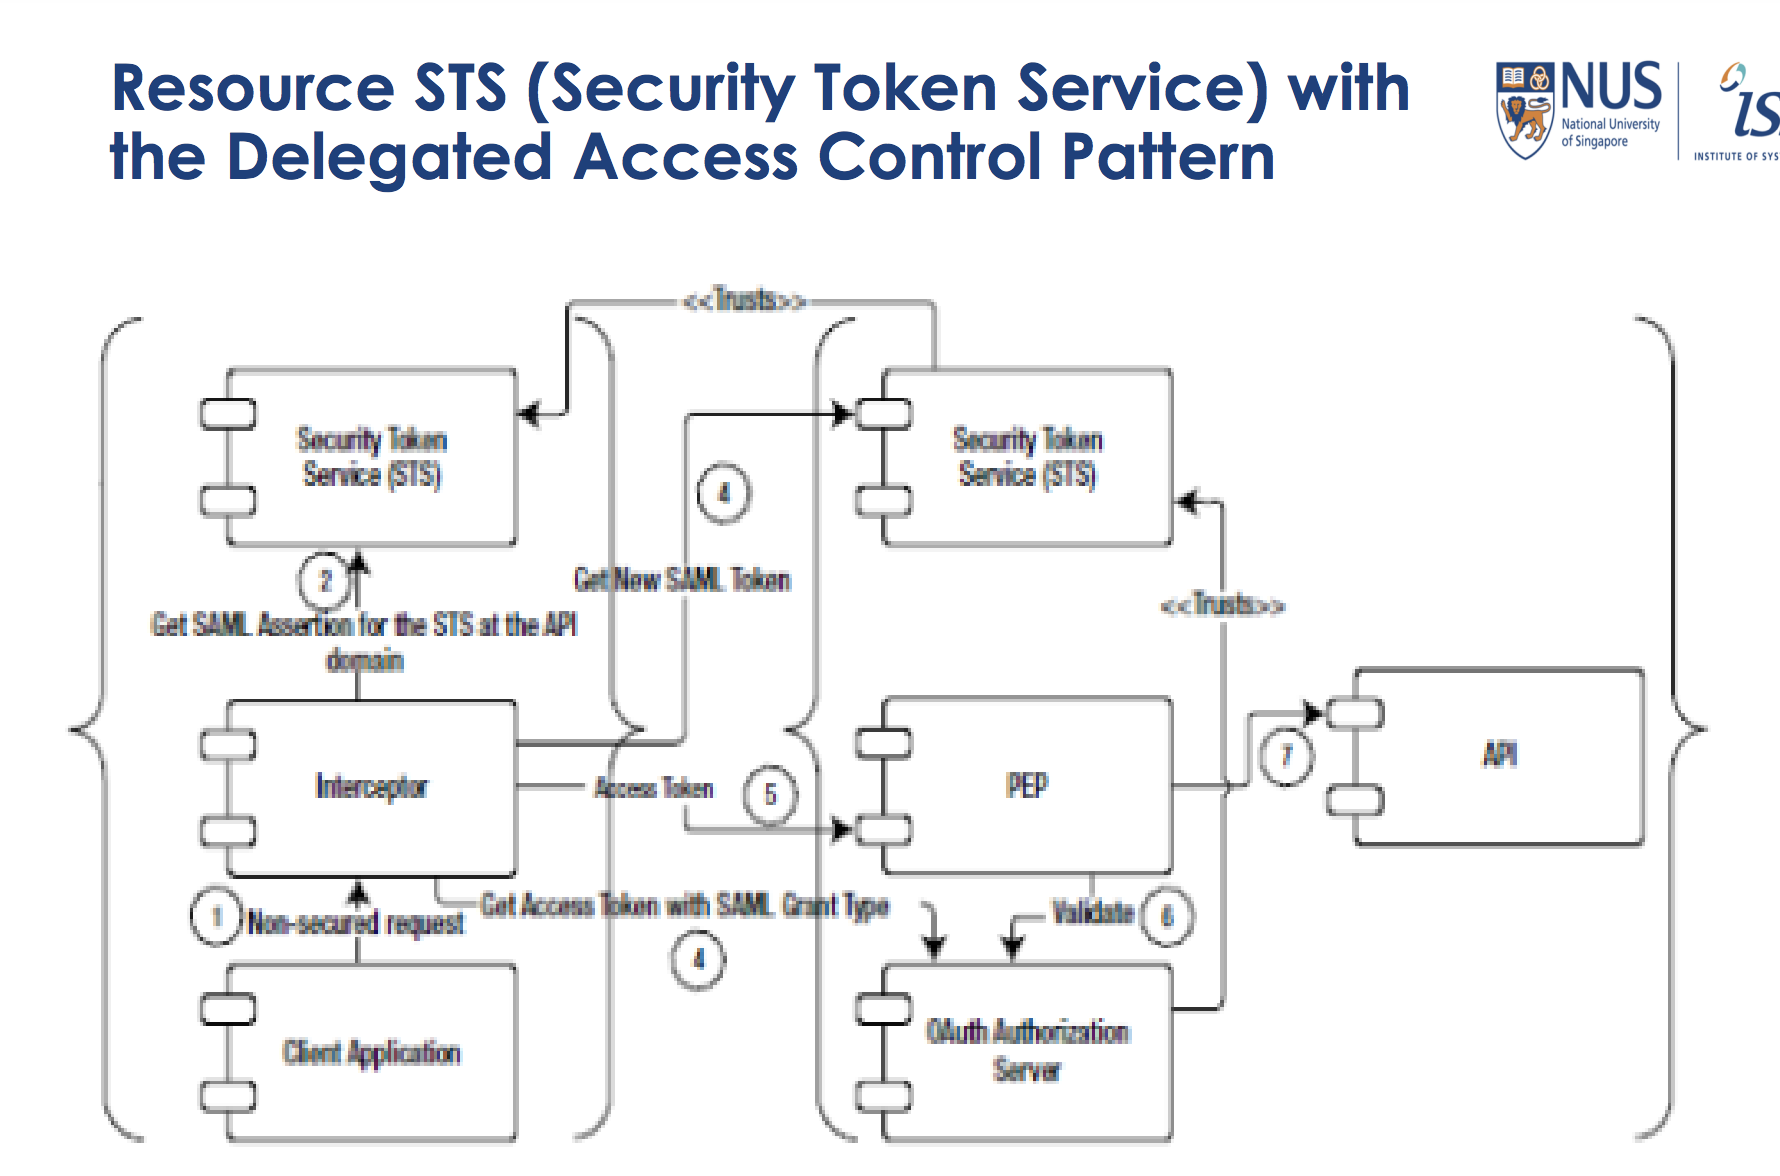 Resource STS (Security Token Service) with
the Delegated Access Control Pattern
NUS
National University
of Singapore
INSTITUTE OF SYS
<<Trusts>>
Security Token
Service (STS)
Security Token
Service (STS)
4
2
Get New SAML Token
Get SAML Assertion for the STS at the API
domain
<<Trusts>>
Interceptor
Access Token
5
PEP
7
API
1
Non-secured request
Get Access Token with SAML Grant Type
4
Validate
6
Client Application
OAuth Authorization
Server